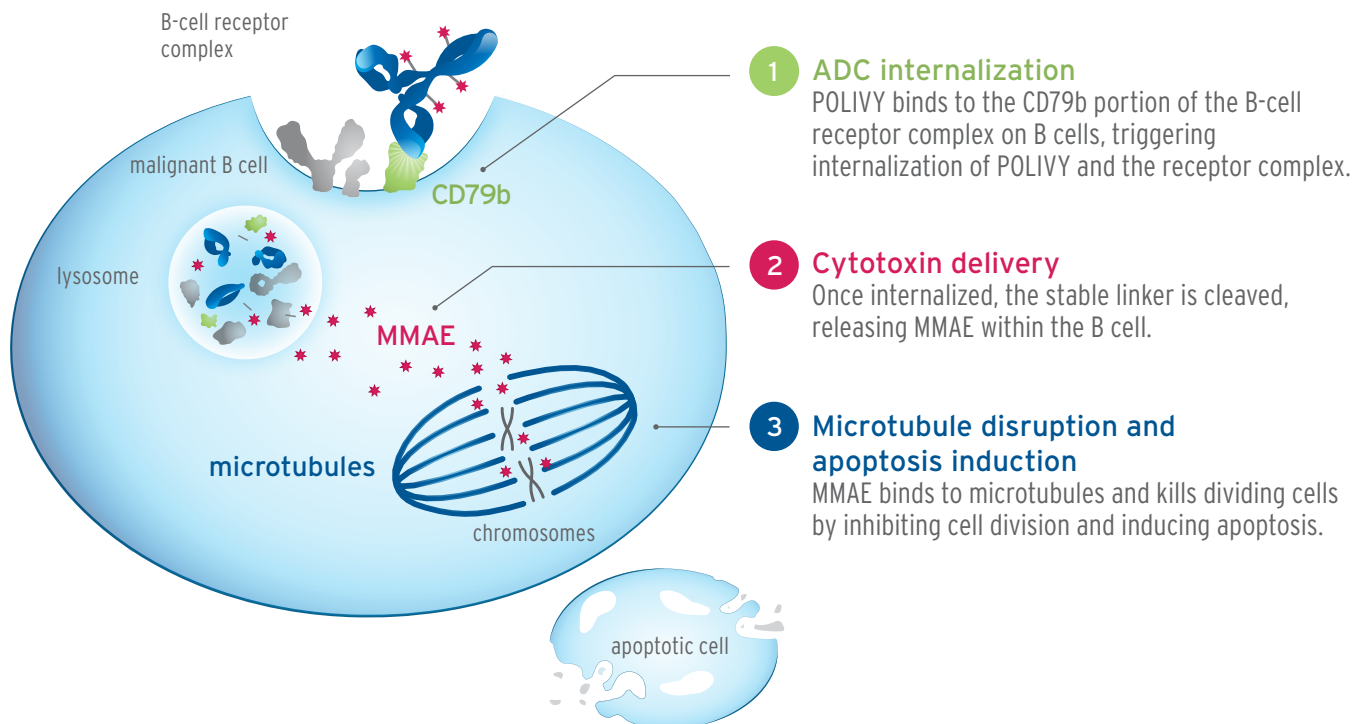 B-cell receptor
complex
malignant B cell
CD79b
lysosome
MMAE
microtubules
chromosomes
apoptotic cell
1 ADC internalization
POLIVY binds to the CD79b portion of the B-cell
receptor complex on B cells, triggering
internalization of POLIVY and the receptor complex.
2 Cytotoxin delivery
Once internalized, the stable linker is cleaved,
releasing MMAE within the B cell.
3 Microtubule disruption and
apoptosis induction
MMAE binds to microtubules and kills dividing cells
by inhibiting cell division and inducing apoptosis.